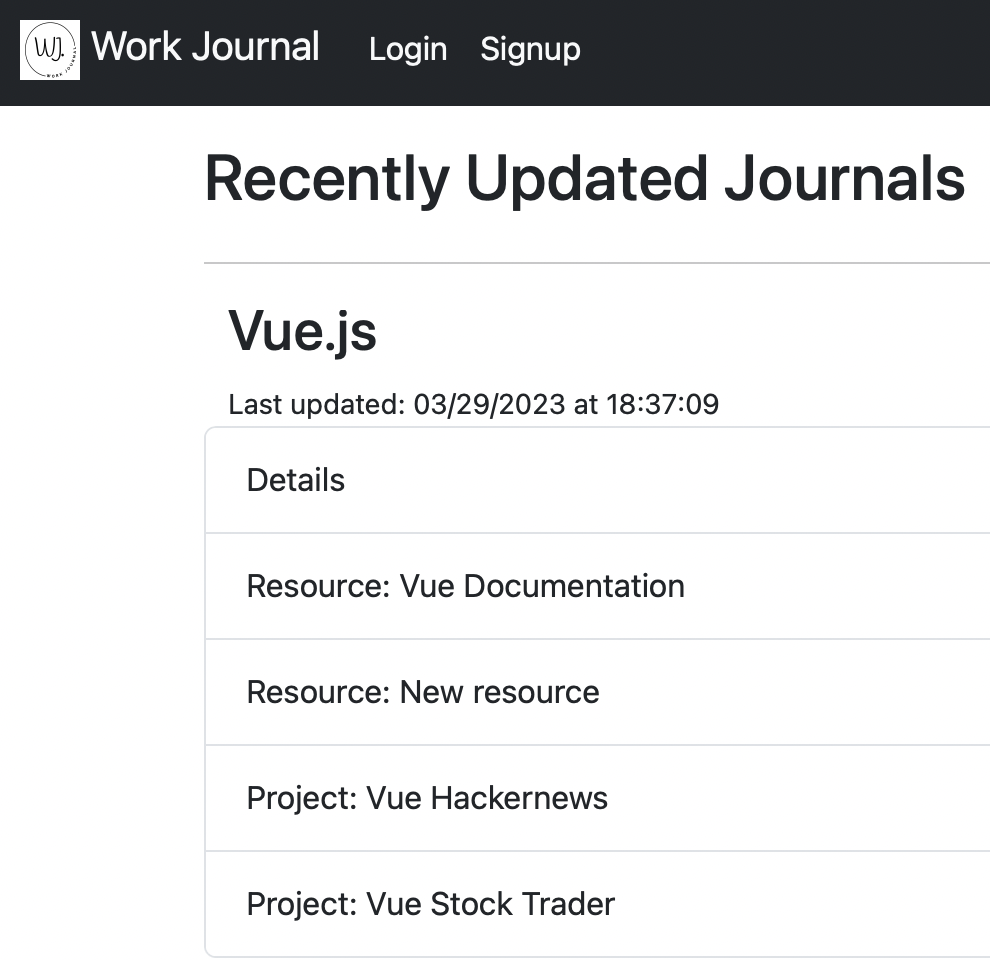 WJ.
WORK JOURNAL
Work Journal Login Signup
Recently Updated Journals
Vue.js
Last updated: 03/29/2023 at 18:37:09
Details
Resource: Vue Documentation
Resource: New resource
Project: Vue Hackernews
Project: Vue Stock Trader